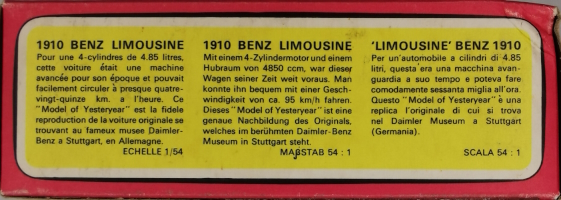 1910 BENZ LIMOUSINE
Pour une 4-cylindres de 4.85 litres,
cette voiture était une machine
avancée pour son époque et pouvait
facilement circuler à presque quatre-
vingt-quinze km. a l'heure. Ce
"Model of Yesteryear" est la fidele
reproduction de la voiture originale se
trouvant au fameux musee Daimler-
Benz a Stuttgart, en Allemagne.
ECHELLE 1/54
1910 BENZ LIMOUSINE
Mit einem 4-Zylindermotor und einem
Hubraum von 4850 ccm, war dieser
Wagen seiner Zeit weit voraus. Man
konnte ihn bequem mit einer Gesch-
windigkeit von ca. 95 km/h fahren.
Dieses "Model of Yesteryear" ist eine
genaue Nachbildung des Originals,
welches im berühmten Daimler-Benz
Museum in Stuttgart steht.
MAßSTAB 54 : 1
'LIMOUSINE' BENZ 1910
Per un'automobile a cilindri di 4.85
litri, questa era una macchina avan-
guardia a suo tempo e poteva fare
comodamente sessanta miglia all'ora.
Questo "Model of Yesteryear" è una
replica l'originale di cui si trova
nel Daimler Museum a Stuttgart
(Germania).
SCALA 54 : 1